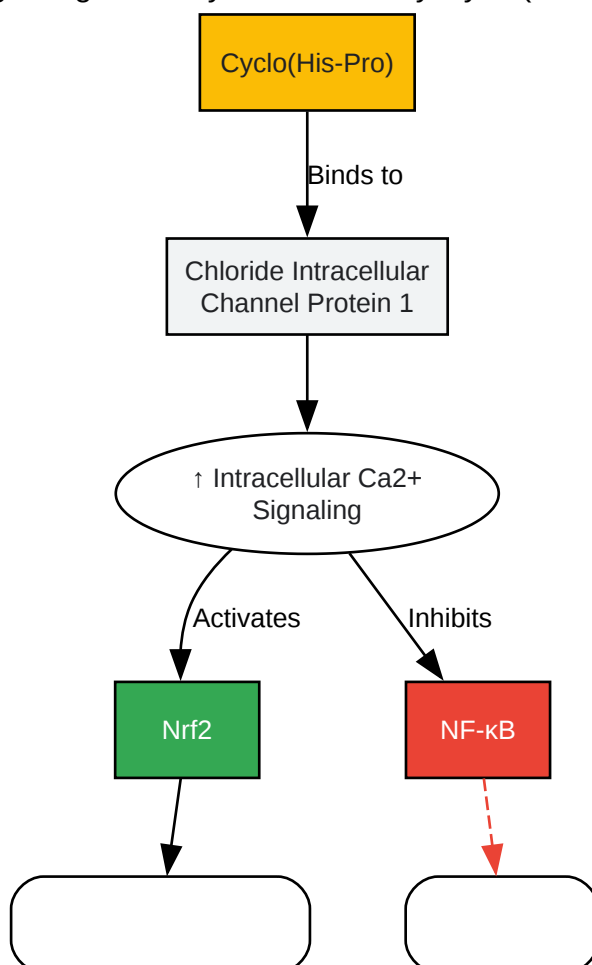 Cyclo(His-Pro)
Binds to
Chloride Intracellular
Channel Protein 1
↑ Intracellular Ca2+
Signaling
Activates
Inhibits
Nrf2
NF-κB